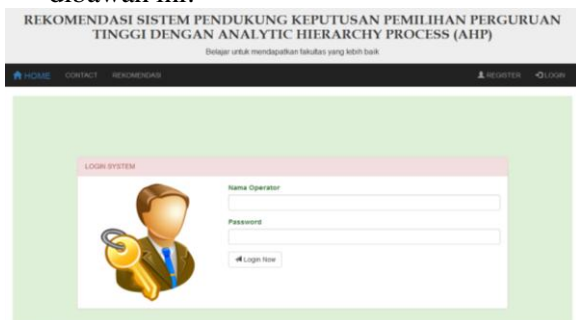 dibawah ini.
REKOMENDASI SISTEM PENDUKUNG KEPUTUSAN PEMILIHAN PERGURUAN
TINGGI DENGAN ANALYTIC HIERARCHY PROCESS (AHP)
Belajar untuk mendapatkan fakultas yang lebih baik
HOME CONTACT REKOMENDASI REGISTER LOGIN
LOGIN SYSTEM
Nama Operator
Password
Login Now